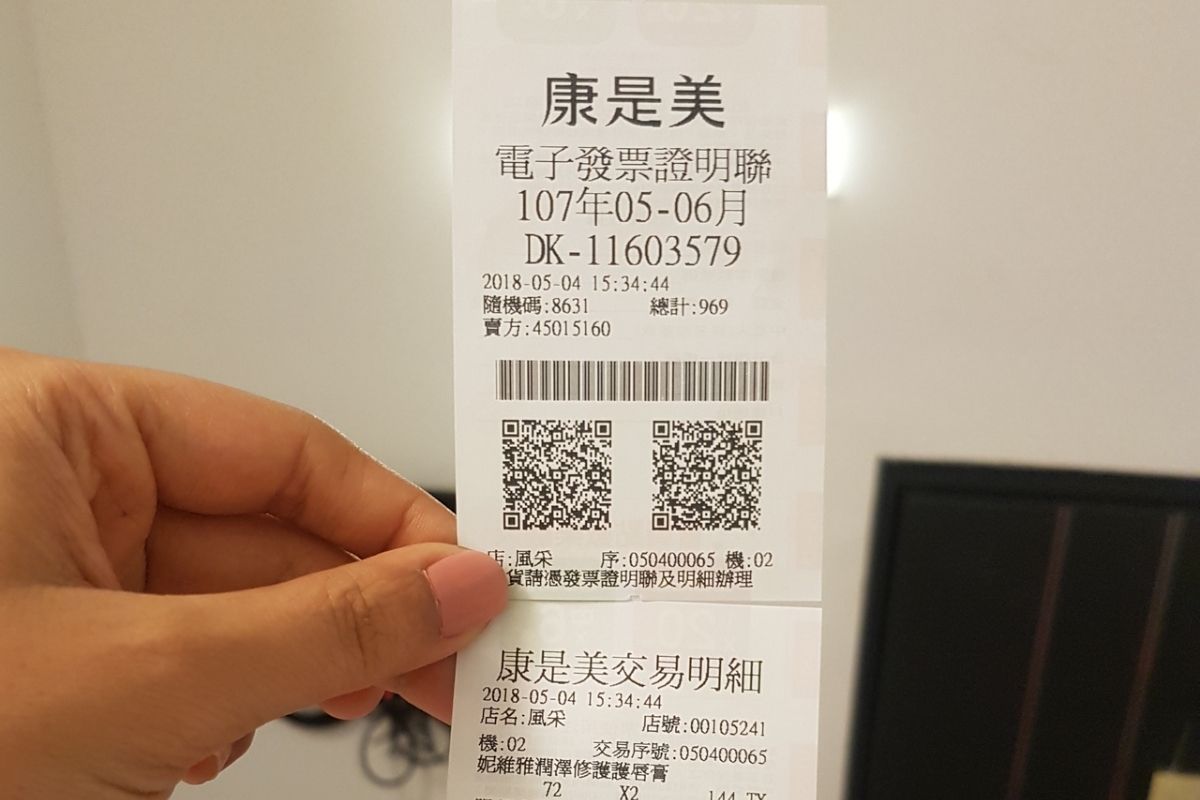 康是美
電子發票證明聯
107年05-06月
DK-11603579
2018-05-04 15:34:44
隨機碼:8631 總計:969
賣方:45015160
店:風采 序:050400065 機:02
貨請憑發票證明聯及明細辦理
康是美交易明細
2018-05-04 15:34:44
店名:風采 店號:00105241
機:02 交易序號:050400065
妮維雅潤澤修護護唇膏
72 X2 144 TX